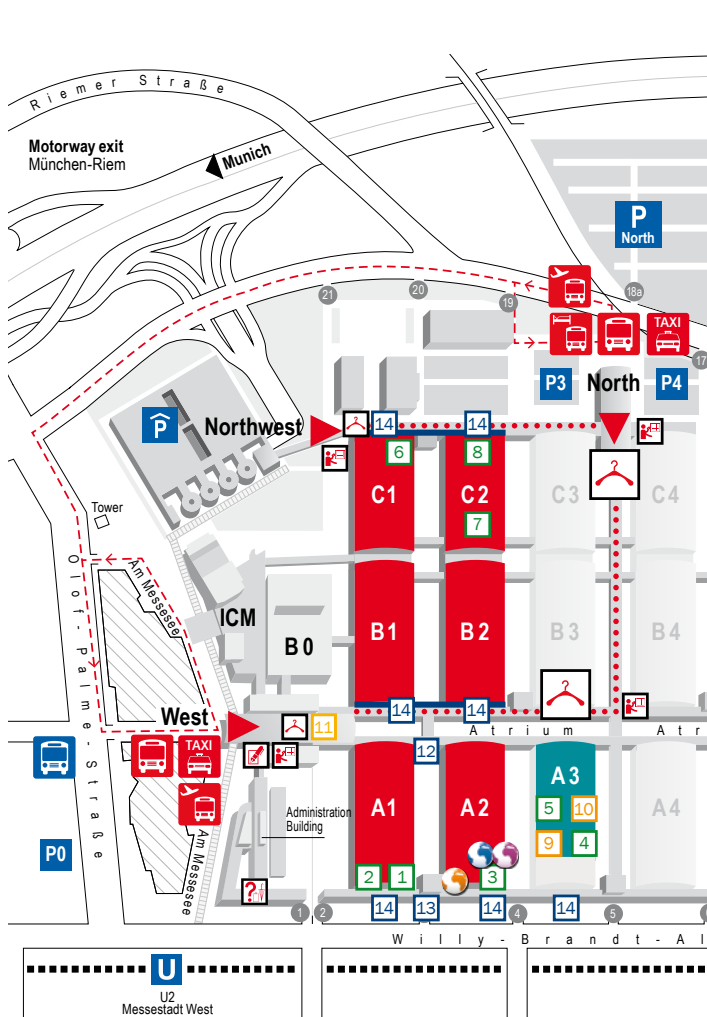 Riemer Straße
Motorway exit
München-Riem
Munich
P
North
21
20
19
18a
17
TAXI
P3
North
P4
P
Northwest
14
14
6
8
C1
C2
C3
C4
7
Tower
Am Messesee
Olof-Palme-Straße
ICM
B0
B1
B2
B3
B4
West
11
14
14
Atrium
Atr
12
TAXI
A1
A2
A3
A4
5
10
9
4
Administration
Building
P0
Am Messesee
2
1
3
?
1
2
14
13
14
4
14
5
6
Willy-Brandt-Al
U
U2
Messestadt West